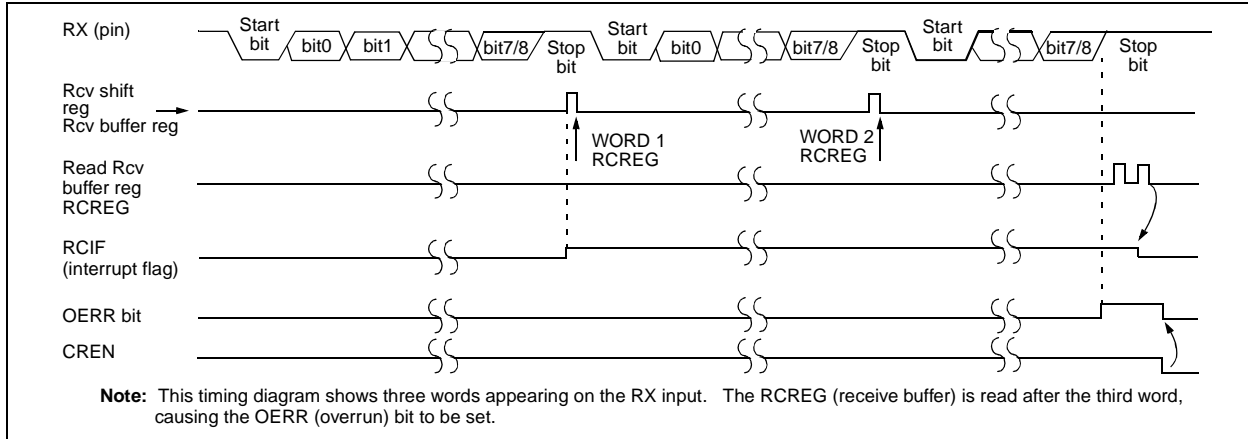 RX (pin)
Start bit
bit0
bit1
bit7/8
Stop bit
Start bit
bit0
bit7/8
Stop bit
Start bit
bit7/8
Stop bit
Rcv shift
reg
Rcv buffer reg
WORD 1
RCREG
WORD 2
RCREG
Read Rcv
buffer reg
RCREG
RCIF
(interrupt flag)
OERR bit
CREN
Note: This timing diagram shows three words appearing on the RX input. The RCREG (receive buffer) is read after the third word,
causing the OERR (overrun) bit to be set.